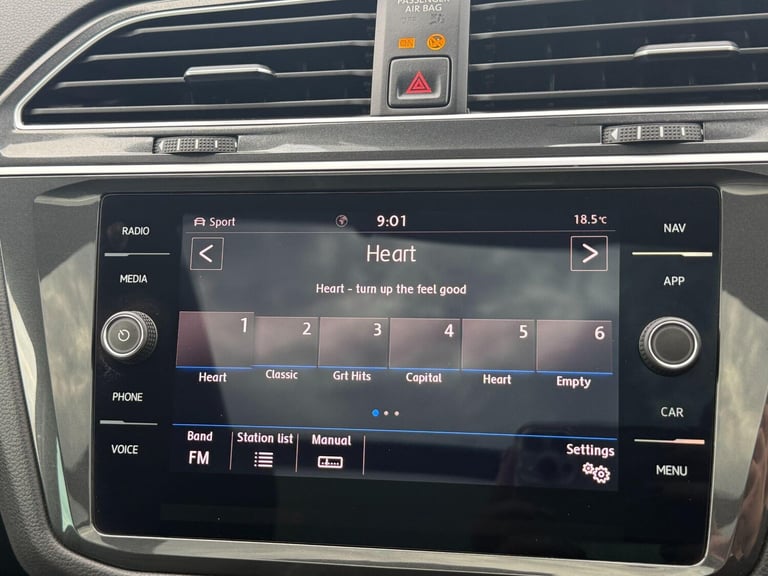 PASSENGER
AIR BAG
ON
RADIO
MEDIA
PHONE
VOICE
Sport
9:01
18.5°C
<
Heart
>
Heart - turn up the feel good
1
2
3
4
5
6
Heart
Classic
Grt Hits
Capital
Heart
Empty
Band
FM
Station list
Manual
Settings
NAV
APP
CAR
MENU